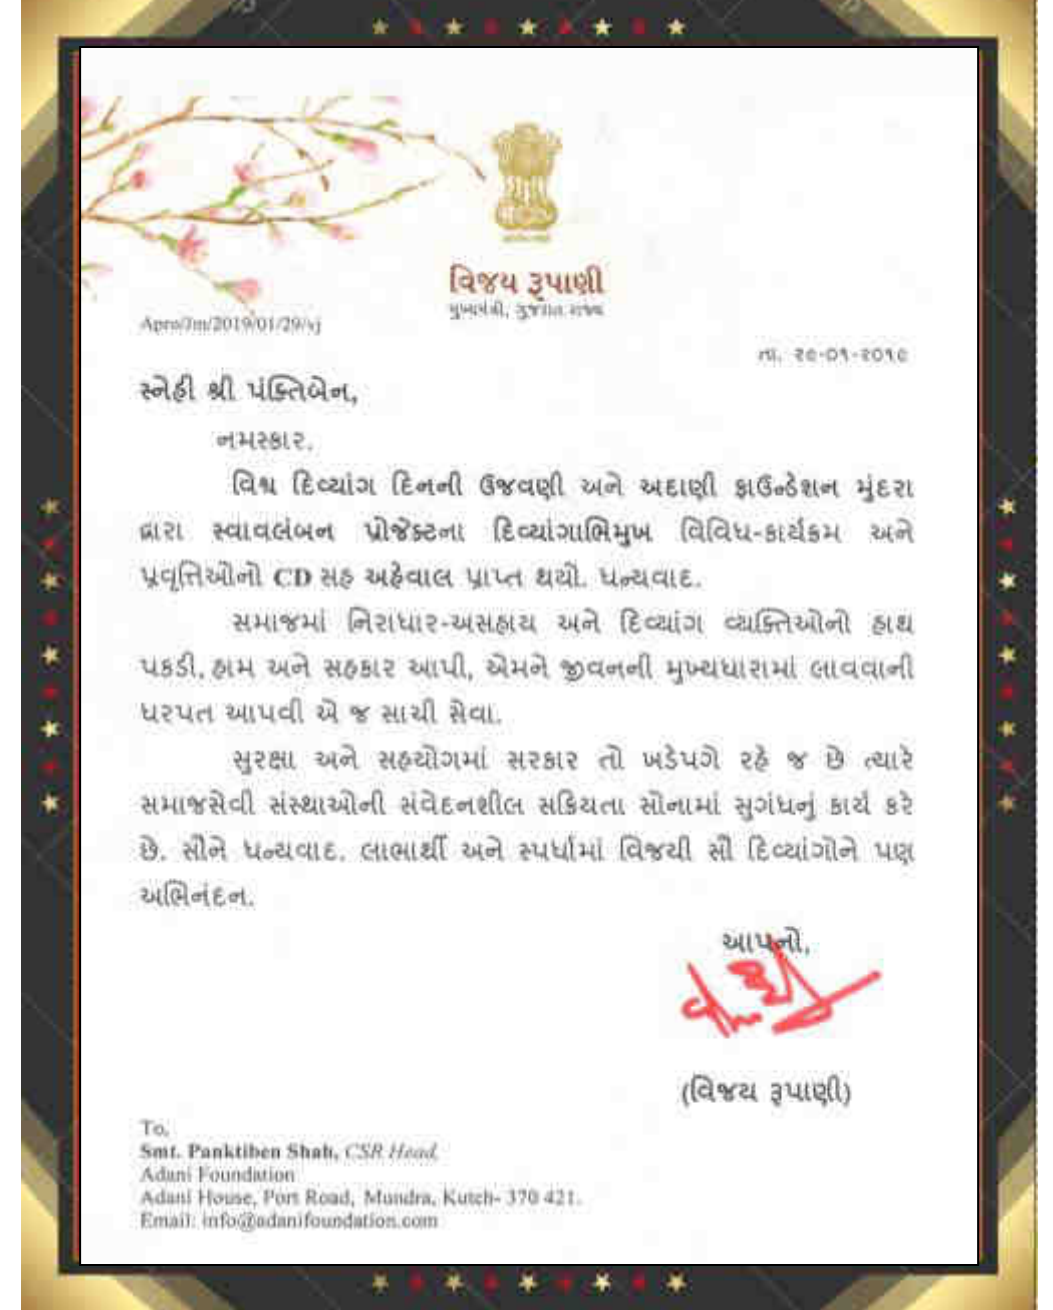 વિજય રૂપાણી
મુખ્યમંત્રી, ગુજરાત રાજ્ય
Apro/Jm/2019/01/29/vj
તા. ૨૯-૦૧-૨૦૧૯
સ્નેહી શ્રી પંક્તિબેન,
નમસ્કાર.
વિશ્વ દિવ્યાંગ દિનની ઉજવણી અને અદાણી ફાઉન્ડેશન મુંદરા
દ્વારા સ્વાવલંબન પ્રોજેક્ટના દિવ્યાંગાભિમુખ વિવિધ-કાર્યક્રમ અને
પ્રવૃત્તિઓનો CD સહ અહેવાલ પ્રાપ્ત થયો. ધન્યવાદ.
સમાજમાં નિરાધાર-અસહાય અને દિવ્યાંગ વ્યક્તિઓનો હાથ
પકડી, હામ અને સહકાર આપી, એમને જીવનની મુખ્યધારામાં લાવવાની
ધરપત આપવી એ જ સાચી સેવા.
સુરક્ષા અને સહયોગમાં સરકાર તો ખડેપગે રહે જ છે ત્યારે
સમાજસેવી સંસ્થાઓની સંવેદનશીલ સક્રિયતા સોનામાં સુગંધનું કાર્ય કરે
છે. સૌને ધન્યવાદ. લાભાર્થી અને સ્પર્ધામાં વિજયી સૌ દિવ્યાંગોને પણ
અભિનંદન.
આપનો,
(વિજય રૂપાણી)
To,
Smt. Panktiben Shah, CSR Head,
Adani Foundation
Adani House, Port Road, Mundra, Kutch- 370 421.
Email: info@adanifoundation.com